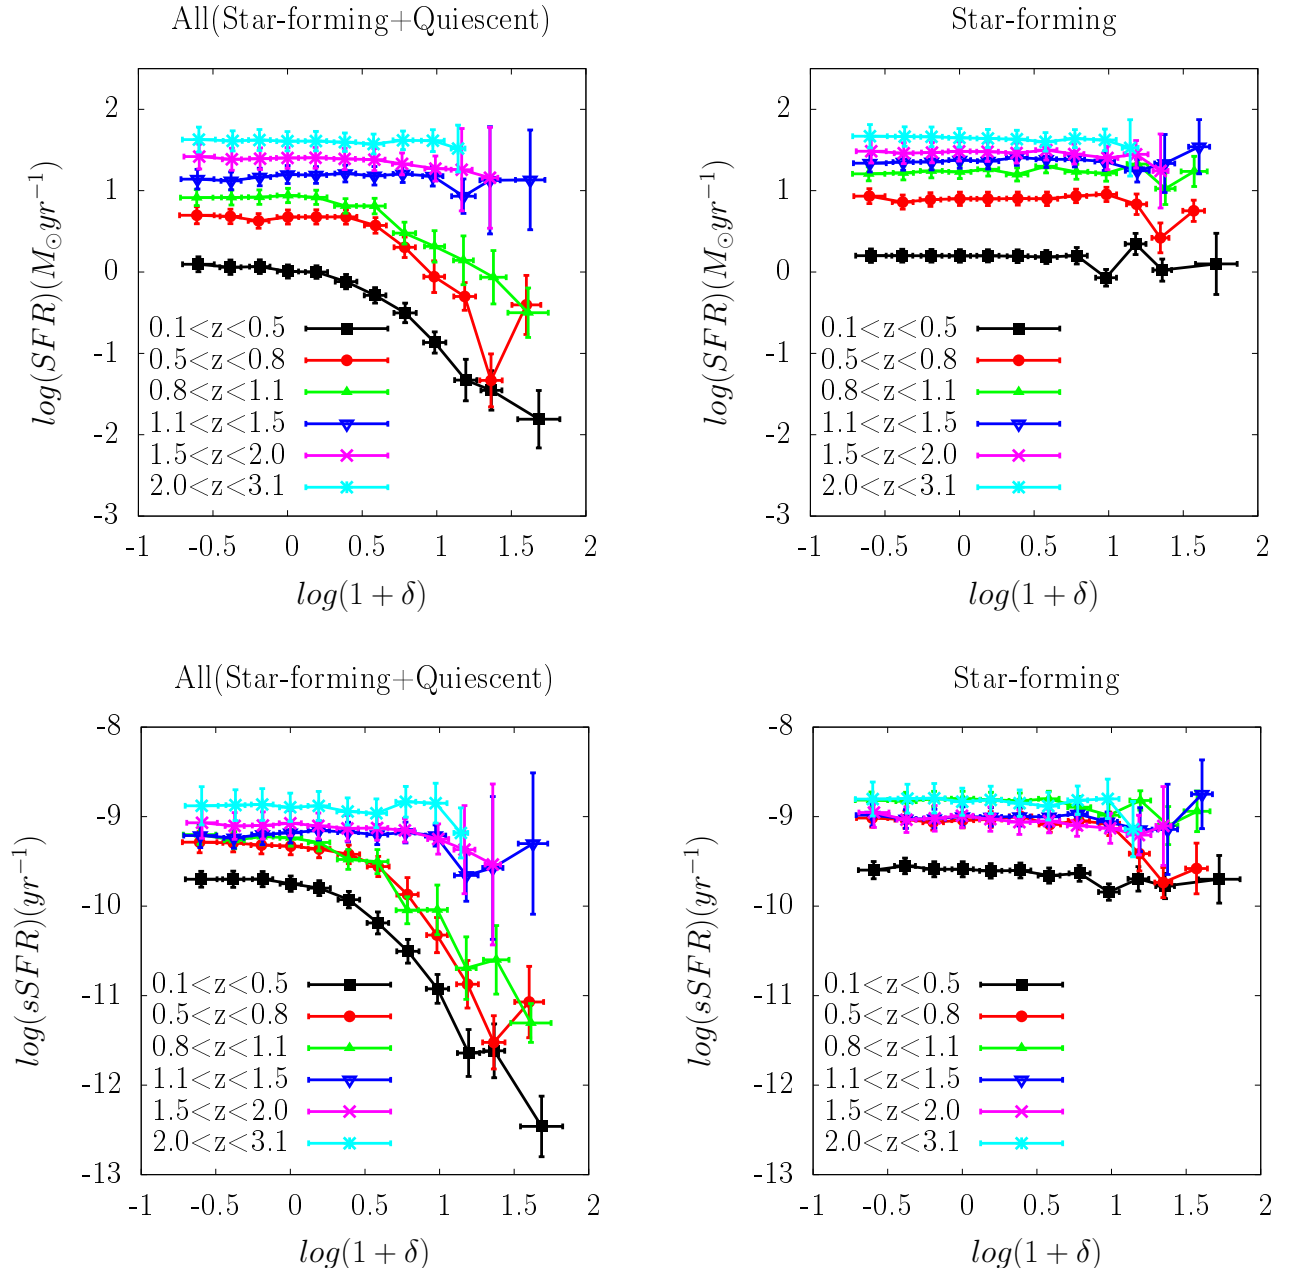 All(Star-forming+Quiescent)
log(SFR)(M⊙yr⁻¹)
2
1
0
-1
-2
-3
0.1<z<0.5
0.5<z<0.8
0.8<z<1.1
1.1<z<1.5
1.5<z<2.0
2.0<z<3.1
-1 -0.5 0 0.5 1 1.5 2
log(1 + δ)
Star-forming
log(SFR)(M⊙yr⁻¹)
2
1
0
-1
-2
-3
0.1<z<0.5
0.5<z<0.8
0.8<z<1.1
1.1<z<1.5
1.5<z<2.0
2.0<z<3.1
-1 -0.5 0 0.5 1 1.5 2
log(1 + δ)
All(Star-forming+Quiescent)
log(sSFR)(yr⁻¹)
-8
-9
-10
-11
-12
-13
0.1<z<0.5
0.5<z<0.8
0.8<z<1.1
1.1<z<1.5
1.5<z<2.0
2.0<z<3.1
-1 -0.5 0 0.5 1 1.5 2
log(1 + δ)
Star-forming
log(sSFR)(yr⁻¹)
-8
-9
-10
-11
-12
-13
0.1<z<0.5
0.5<z<0.8
0.8<z<1.1
1.1<z<1.5
1.5<z<2.0
2.0<z<3.1
-1 -0.5 0 0.5 1 1.5 2
log(1 + δ)